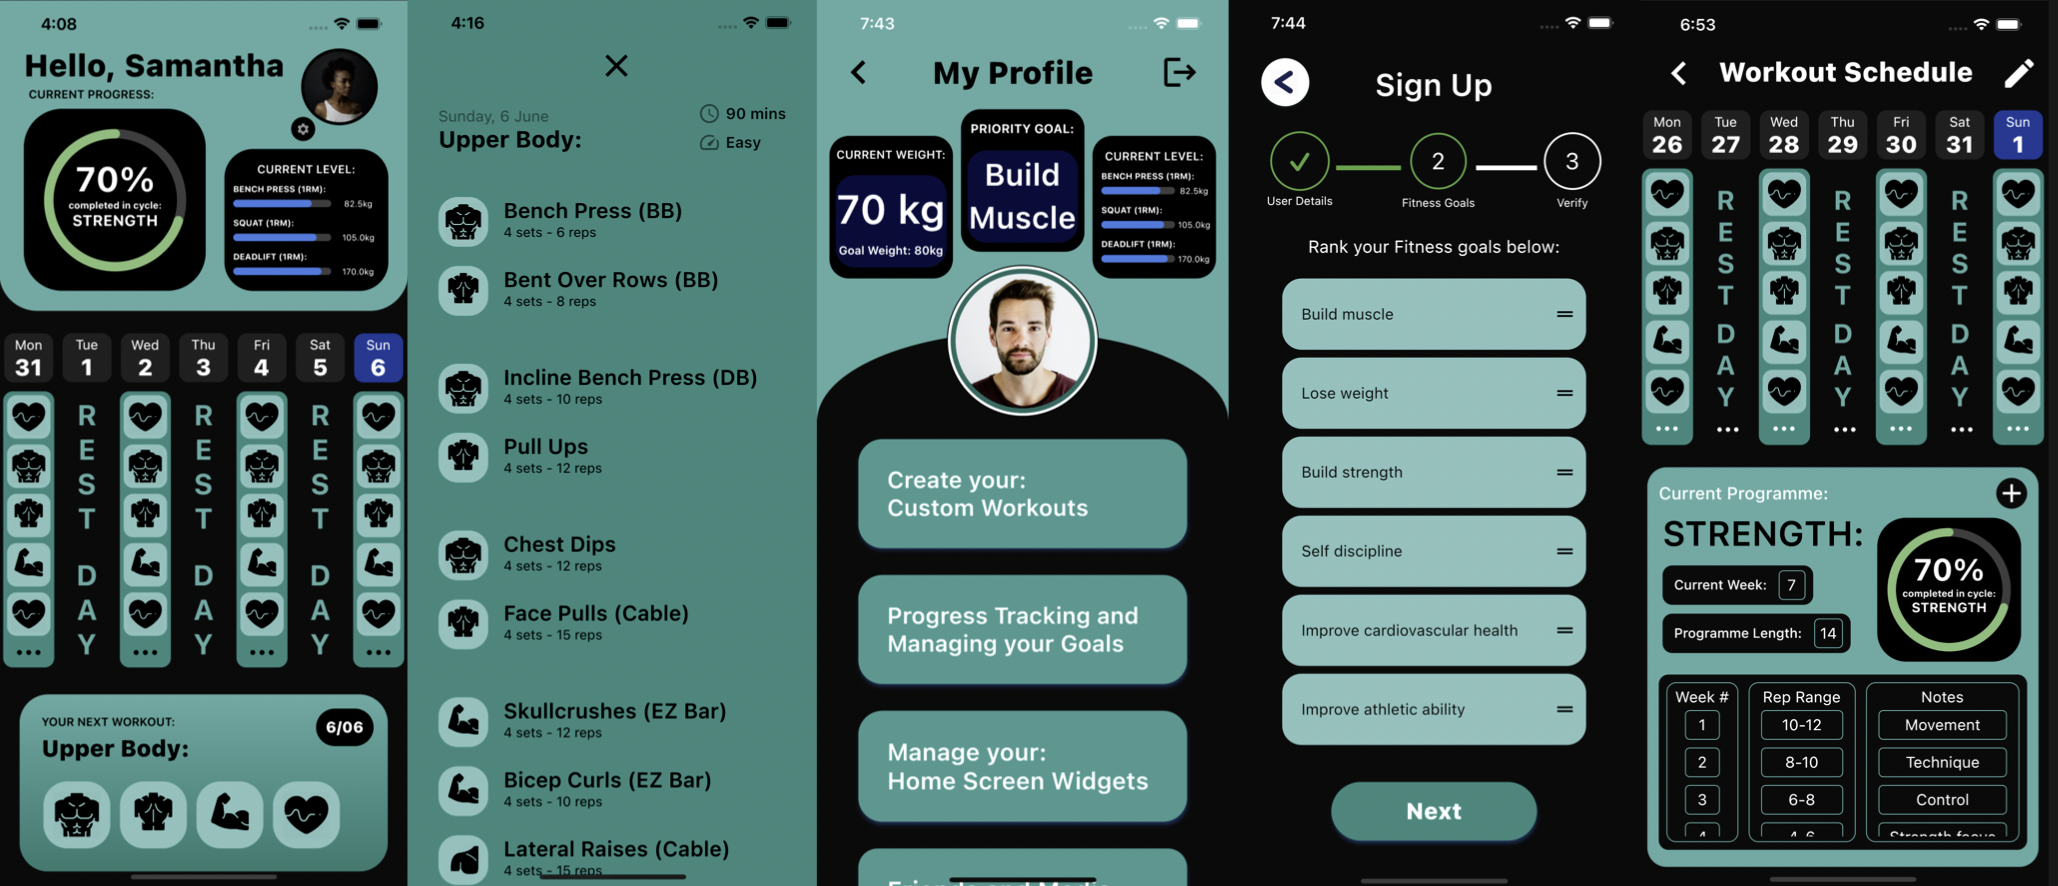 4:08
Hello, Samantha
CURRENT PROGRESS:
70%
completed in cycle:
STRENGTH
CURRENT LEVEL:
BENCH PRESS (1RM):
82.5kg
SQUAT (1RM):
105.0kg
DEADLIFT (1RM):
170.0kg
Mon Tue Wed Thu Fri Sat Sun
31 1 2 3 4 5 6
REST DAY
REST DAY
REST DAY
YOUR NEXT WORKOUT:
6/06
Upper Body:
4:16
Sunday, 6 June
90 mins
Upper Body:
Easy
Bench Press (BB)
4 sets - 6 reps
Bent Over Rows (BB)
4 sets - 8 reps
Incline Bench Press (DB)
4 sets - 10 reps
Pull Ups
4 sets - 12 reps
Chest Dips
4 sets - 12 reps
Face Pulls (Cable)
4 sets - 15 reps
Skullcrushes (EZ Bar)
4 sets - 12 reps
Bicep Curls (EZ Bar)
4 sets - 10 reps
Lateral Raises (Cable)
4 sets - 15 reps
7:43
My Profile
CURRENT WEIGHT:
70 kg
Goal Weight: 80kg
PRIORITY GOAL:
Build
Muscle
CURRENT LEVEL:
BENCH PRESS (1RM):
82.5kg
SQUAT (1RM):
105.0kg
DEADLIFT (1RM):
170.0kg
Create your:
Custom Workouts
Progress Tracking and
Managing your Goals
Manage your:
Home Screen Widgets
7:44
Sign Up
2
3
User Details
Fitness Goals
Verify
Rank your Fitness goals below:
Build muscle
Lose weight
Build strength
Self discipline
Improve cardiovascular health
Improve athletic ability
Next
6:53
Workout Schedule
Mon Tue Wed Thu Fri Sat Sun
26 27 28 29 30 31 1
REST DAY
REST DAY
REST DAY
Current Programme:
STRENGTH:
Current Week: 7
Programme Length: 14
70%
completed in cycle:
STRENGTH
Week # Rep Range Notes
1 10-12 Movement
2 8-10 Technique
3 6-8 Control
4 4-6 Strength focus